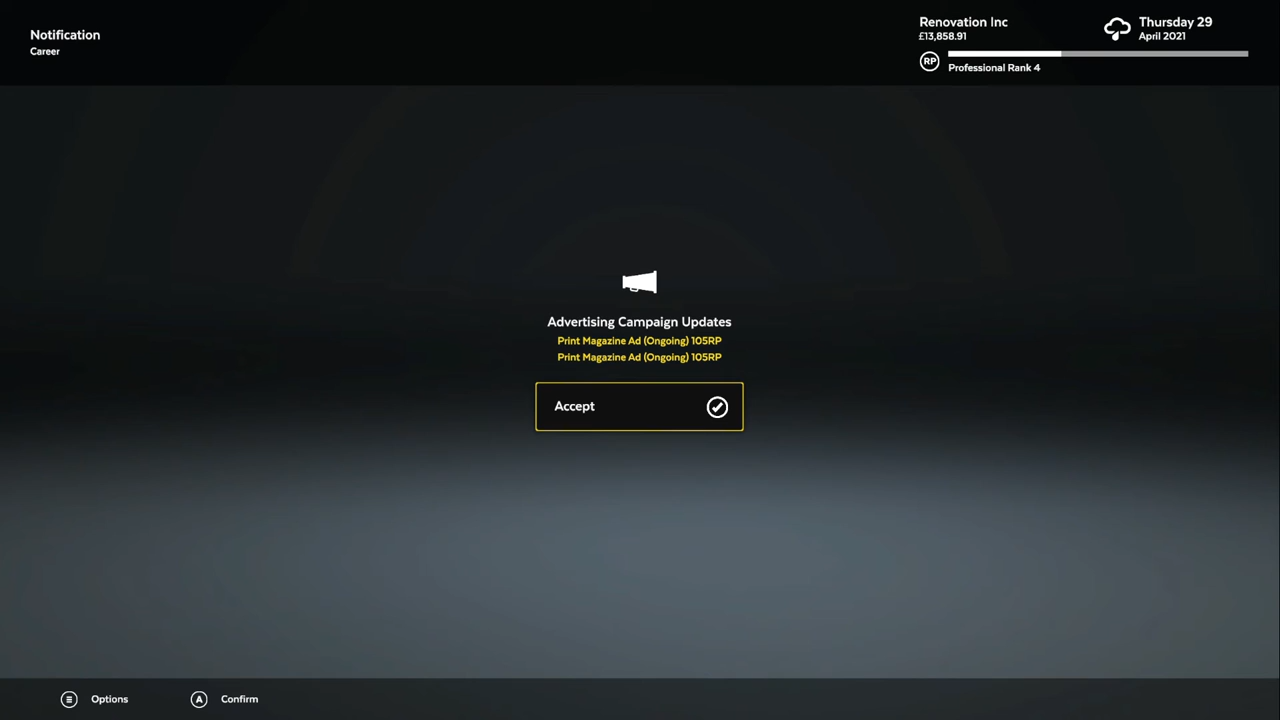 Notification
Career
Renovation Inc
£13,858.91
Thursday 29
April 2021
RP
Professional Rank 4
Advertising Campaign Updates
Print Magazine Ad (Ongoing) 105RP
Print Magazine Ad (Ongoing) 105RP
Accept
Options
A
Confirm